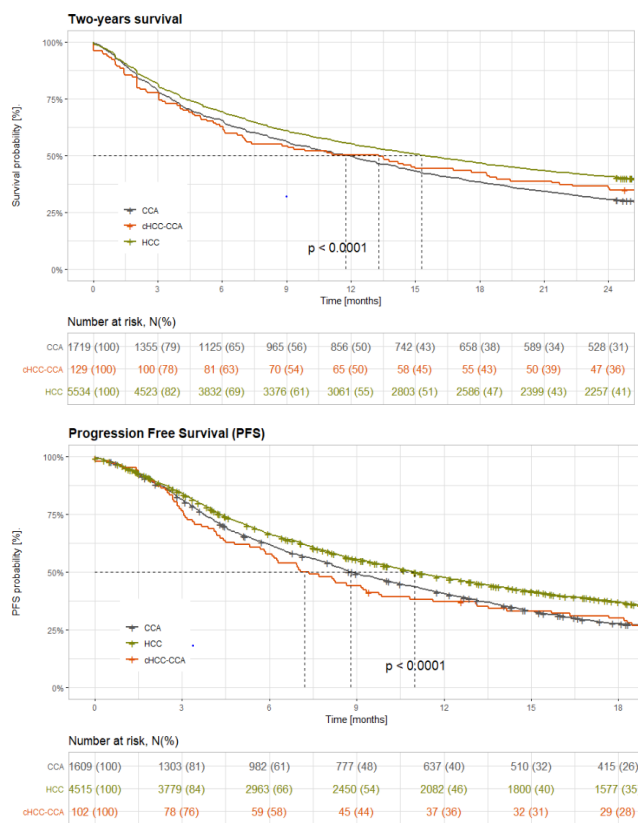 Two-years survival
100%
75%
50%
25%
0%
Survival probability [%].
CCA
cHCC-CCA
HCC
p < 0.0001
0 3 6 9 12 15 18 21 24
Time [months]
Number at risk, N(%)
CCA 1719 (100) 1355 (79) 1125 (65) 965 (56) 856 (50) 742 (43) 658 (38) 589 (34) 528 (31)
cHCC-CCA 129 (100) 100 (78) 81 (63) 70 (54) 65 (50) 58 (45) 55 (43) 50 (39) 47 (36)
HCC 5534 (100) 4523 (82) 3832 (69) 3376 (61) 3061 (55) 2803 (51) 2586 (47) 2399 (43) 2257 (41)
Progression Free Survival (PFS)
100%
75%
50%
25%
0%
PFS probability [%].
CCA
HCC
cHCC-CCA
p < 0.0001
0 3 6 9 12 15 18
Time [months]
Number at risk, N(%)
CCA 1609 (100) 1303 (81) 982 (61) 777 (48) 637 (40) 510 (32) 415 (26)
HCC 4515 (100) 3779 (84) 2963 (66) 2450 (54) 2082 (46) 1800 (40) 1577 (35)
cHCC-CCA 102 (100) 78 (76) 59 (58) 45 (44) 37 (36) 32 (31) 29 (28)